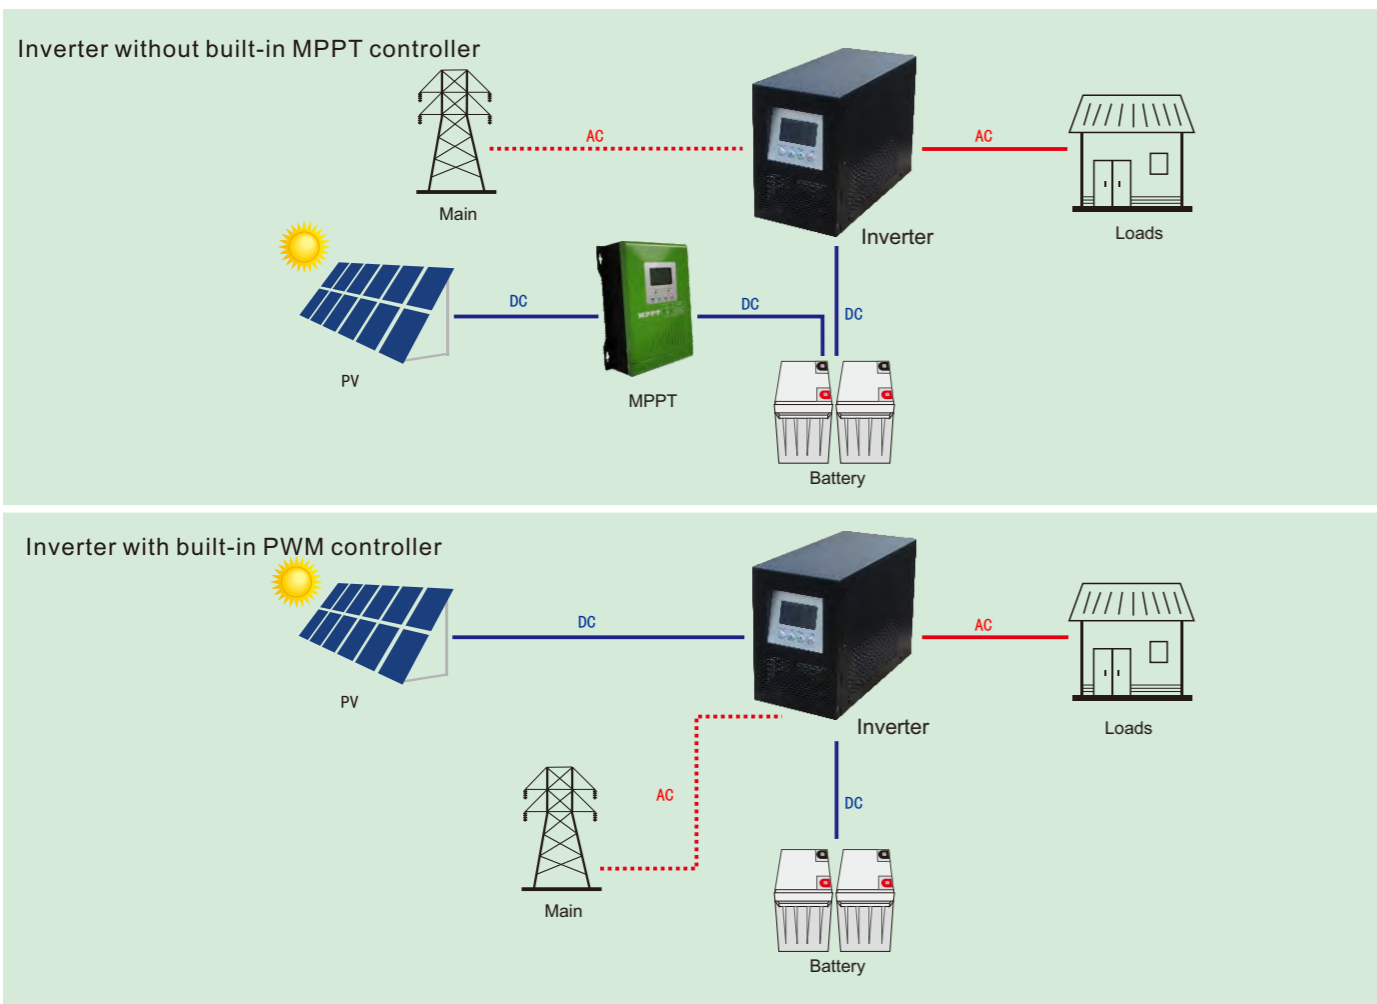 Inverter without built-in MPPT controller
AC
AC
Main
Inverter
Loads
DC
DC
DC
MPPT
PV
MPPT
Battery
Inverter with built-in PWM controller
DC
AC
PV
Inverter
Loads
AC
DC
Main
Battery